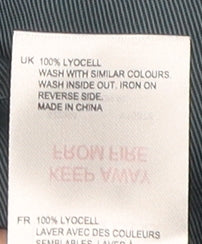 UK 100% LYOCELL
WASH WITH SIMILAR COLOURS
WASH INSIDE OUT. IRON ON
REVERSE SIDE.
MADE IN CHINA
KEEP AWAY
FROM FIRE
FR 100% LYOCELL
LAVER AVEC DES COULEURS
SEMBLABLES. LAVER À